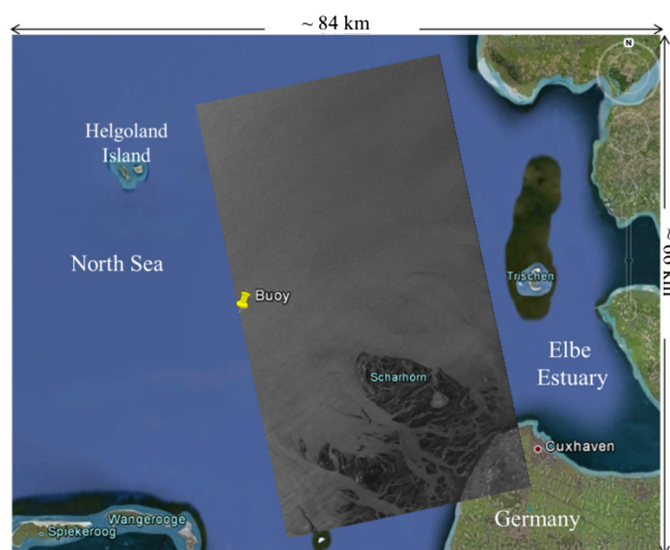 ~ 84 km
N
Helgoland
Island
North Sea
Trischen
Buoy
Elbe
Estuary
Scharhörn
Cuxhaven
Wangerooge
Spiekeroog
Germany